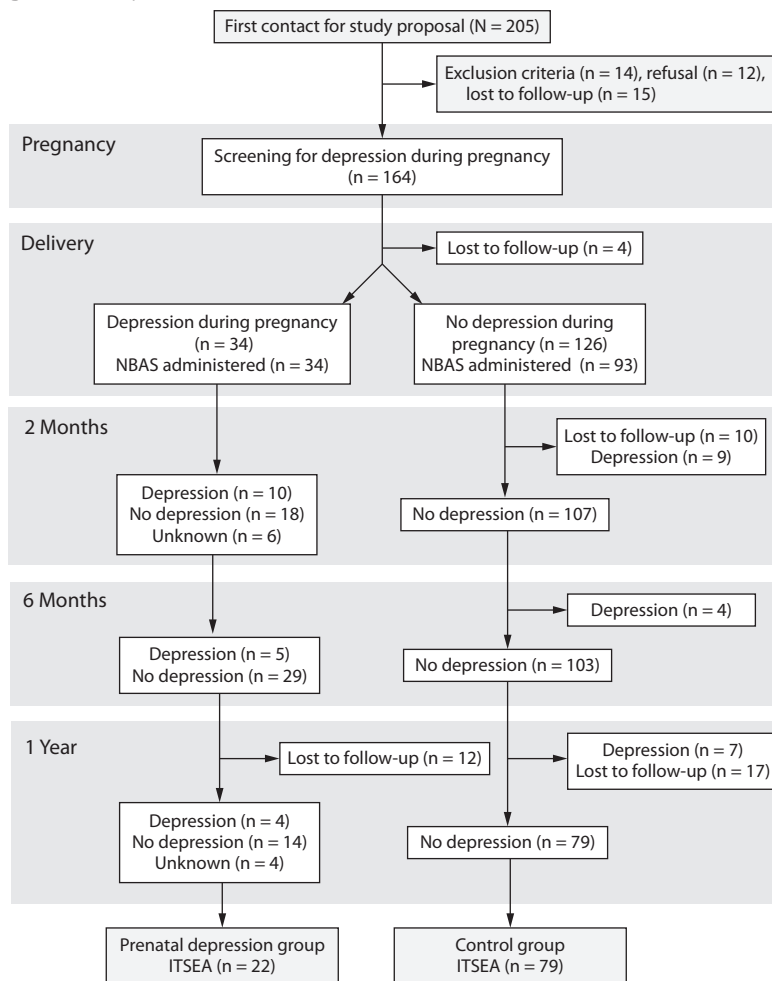 First contact for study proposal (N = 205)
Exclusion criteria (n = 14), refusal (n = 12),
lost to follow-up (n = 15)
Pregnancy
Screening for depression during pregnancy
(n = 164)
Delivery
Lost to follow-up (n = 4)
Depression during pregnancy
(n = 34)
NBAS administered (n = 34)
No depression during
pregnancy (n = 126)
NBAS administered (n = 93)
2 Months
Lost to follow-up (n = 10)
Depression (n = 9)
Depression (n = 10)
No depression (n = 18)
Unknown (n = 6)
No depression (n = 107)
6 Months
Depression (n = 4)
Depression (n = 5)
No depression (n = 29)
No depression (n = 103)
1 Year
Lost to follow-up (n = 12)
Depression (n = 7)
Lost to follow-up (n = 17)
Depression (n = 4)
No depression (n = 14)
Unknown (n = 4)
No depression (n = 79)
Prenatal depression group
ITSEA (n = 22)
Control group
ITSEA (n = 79)